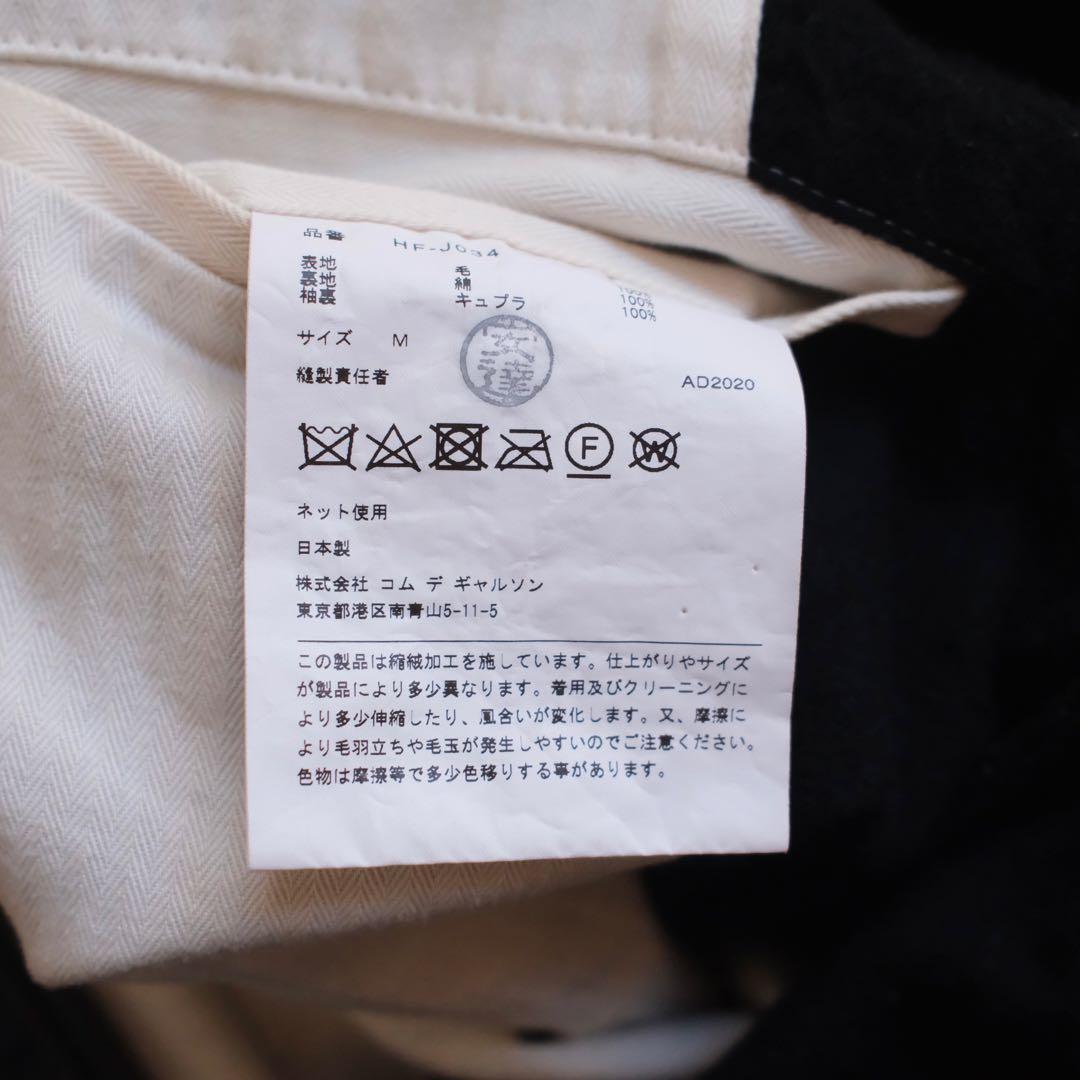 品番 HF-J034
表地 毛 100%
裏地 綿 100%
袖裏 キュプラ 100%
サイズ M
縫製責任者 安達 AD2020
F W
ネット使用
日本製
株式会社 コム デ ギャルソン
東京都港区南青山5-11-5
この製品は縮絨加工を施しています。仕上がりやサイズ
が製品により多少異なります。着用及びクリーニングに
より多少伸縮したり、風合いが変化します。又、摩擦に
より毛羽立ちや毛玉が発生しやすいのでご注意ください。
色物は摩擦等で多少色移りする事があります。